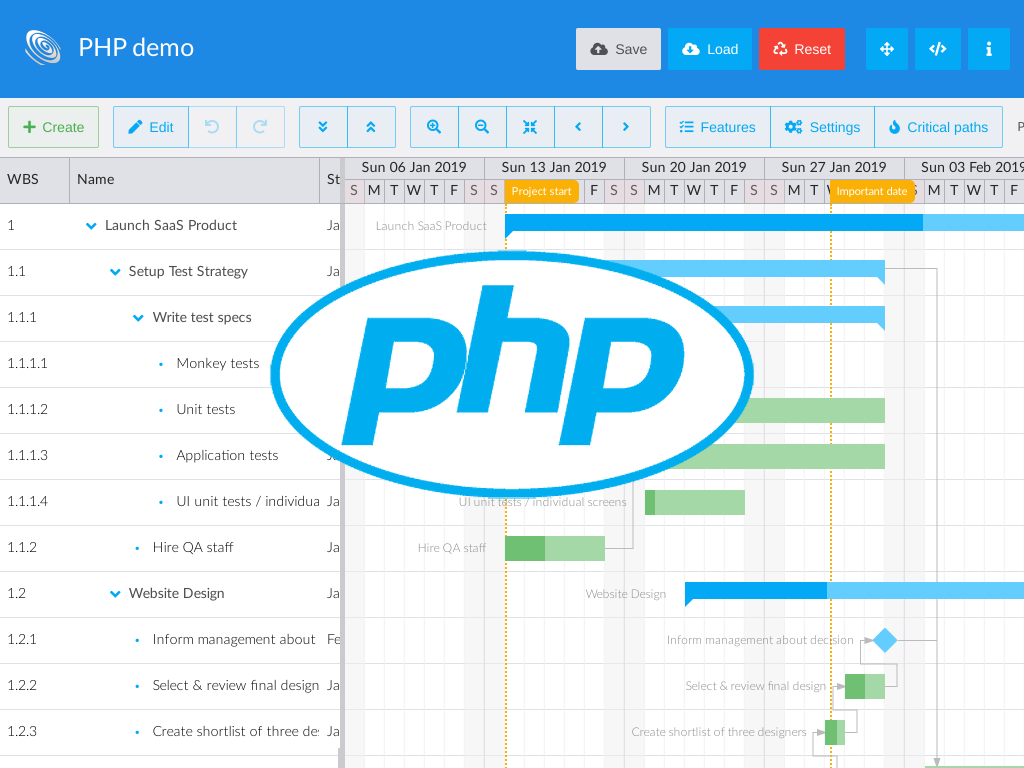 PHP demo
Save
Load
Reset
Create
Edit
Features
Settings
Critical paths
WBS
Name
St
Sun 06 Jan 2019
Sun 13 Jan 2019
Sun 20 Jan 2019
Sun 27 Jan 2019
Sun 03 Feb 2019
S M T W T F S S
Project start
F S S M T W T F S S M T
Important date
M T W T F
1
Launch SaaS Product
Ja
Launch SaaS Product
1.1
Setup Test Strategy
Ja
1.1.1
Write test specs
1.1.1.1
Monkey tests
1.1.1.2
Unit tests
1.1.1.3
Application tests
1.1.1.4
UI unit tests / individua
Ja
UI unit tests / individual screens
1.1.2
Hire QA staff
Ja
Hire QA staff
1.2
Website Design
Ja
Website Design
1.2.1
Inform management about
Fe
Inform management about decision
1.2.2
Select & review final design
Ja
Select & review final design
1.2.3
Create shortlist of three de
Ja
Create shortlist of three designers
php